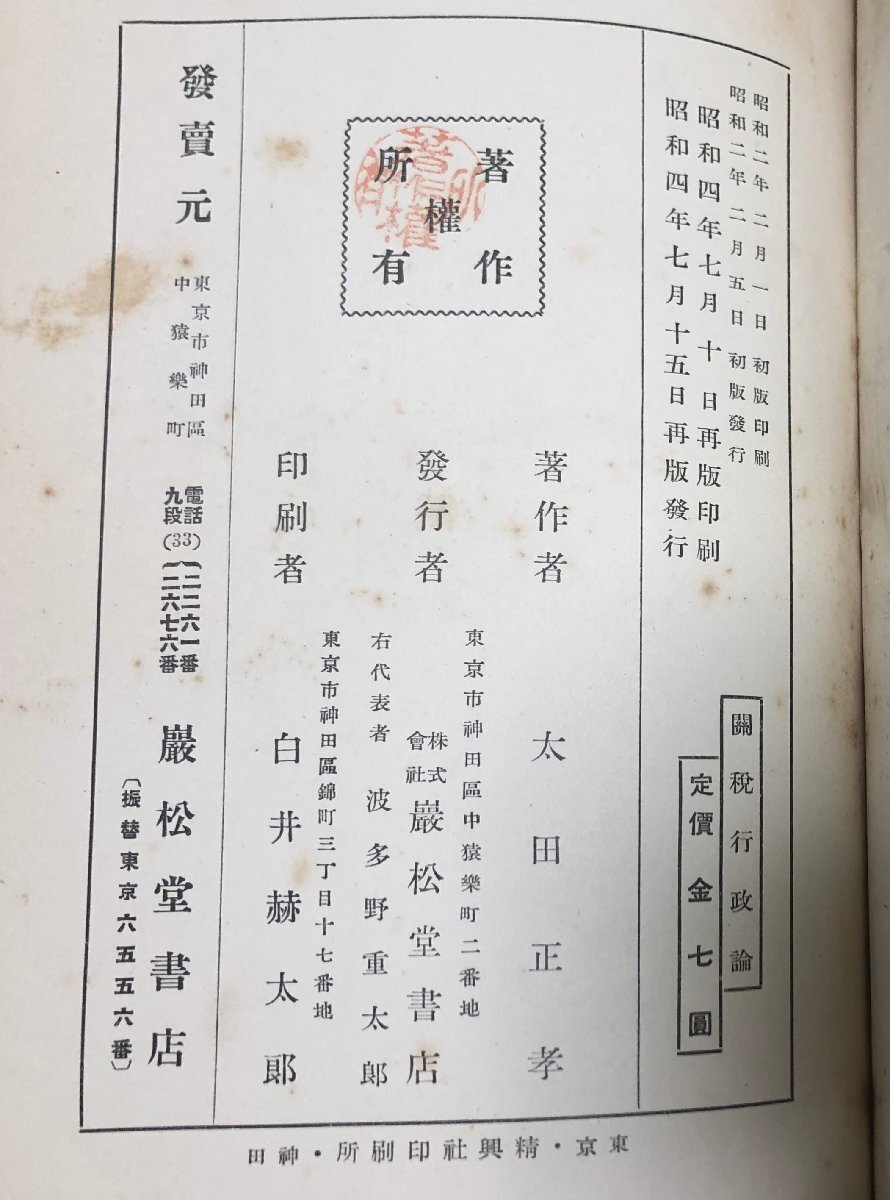 昭和二年二月一日 初版印刷
昭和二年二月五日 初版發行
昭和四年七月十日再版印刷
昭和四年七月十五日再版發行
關稅行政論
定價金七圓
著作
權
所有
著作者 太田正孝
東京市神田區中猿樂町二番地
發行者 株式會社 巖松堂書店
右代表者 波多野重太郎
東京市神田區錦町三丁目十七番地
印刷者 白井赫太郎
發賣元
東京市神田區
中猿樂町
電話九段(33)
二二六一番
二六七六番
巖松堂書店
〔振替東京六五五六番〕
東京・精興社印刷所・神田